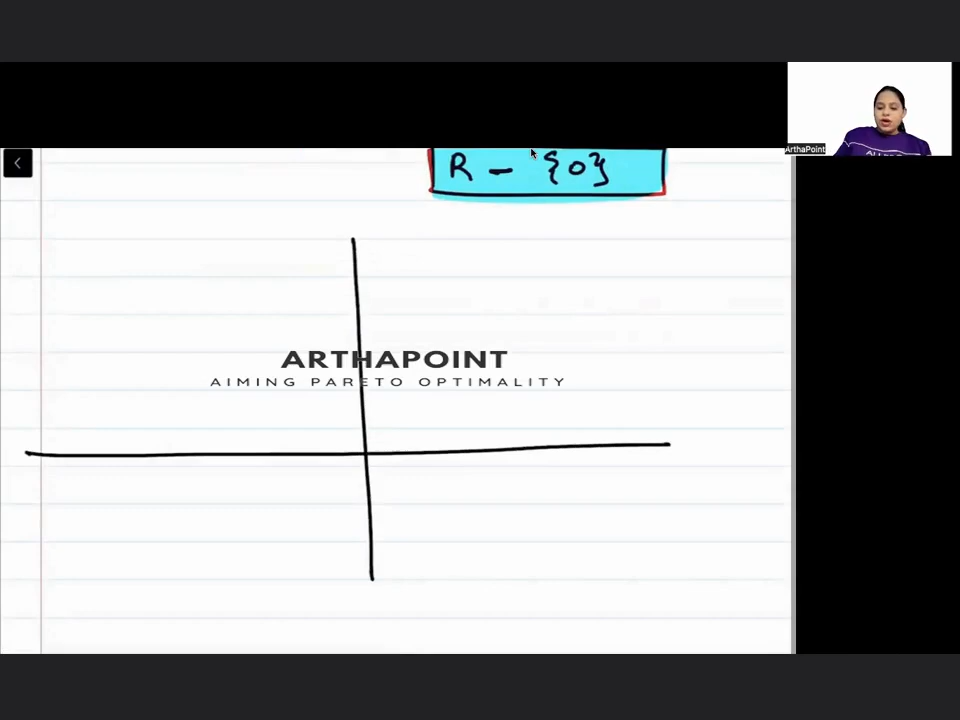 ArthaPoint
R - {0}
ARTHAPOINT
AIMING PARETO OPTIMALITY